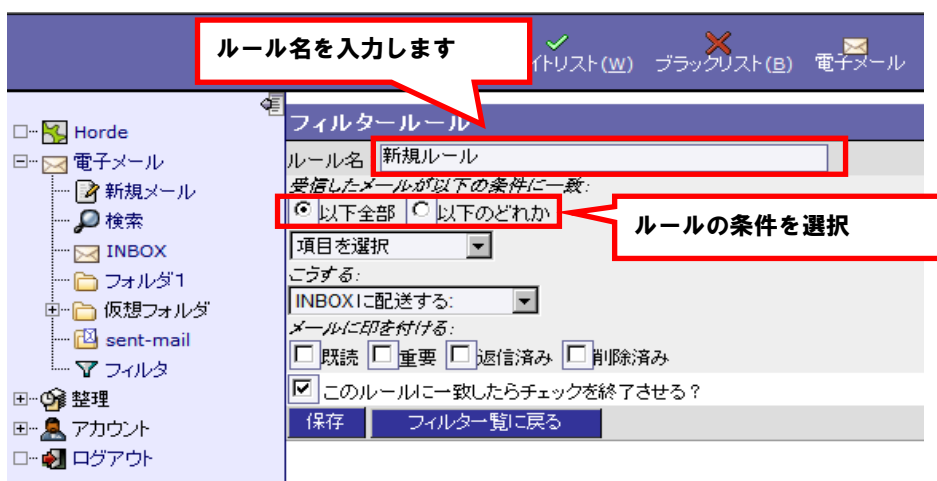 ルール名を入力します
イトリスト(W) ブラックリスト(B) 電子メール
Horde
電子メール
新規メール
検索
INBOX
フォルダ1
仮想フォルダ
sent-mail
フィルタ
整理
アカウント
ログアウト
フィルタールール
ルール名 新規ルール
受信したメールが以下の条件に一致:
以下全部 以下のどれか
ルールの条件を選択
項目を選択
こうする:
INBOXに配送する:
メールに印を付ける:
既読 重要 返信済み 削除済み
このルールに一致したらチェックを終了させる?
保存 フィルタ一覧に戻る